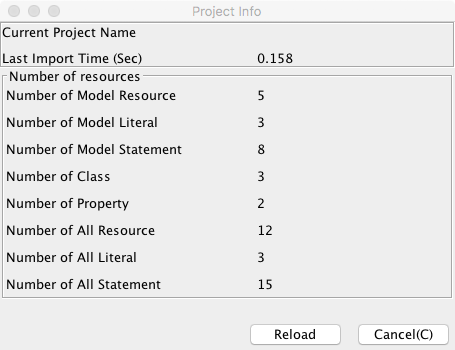 Project Info
Current Project Name
Last Import Time (Sec) 0.158
Number of resources
Number of Model Resource 5
Number of Model Literal 3
Number of Model Statement 8
Number of Class 3
Number of Property 2
Number of All Resource 12
Number of All Literal 3
Number of All Statement 15
Reload Cancel(C)